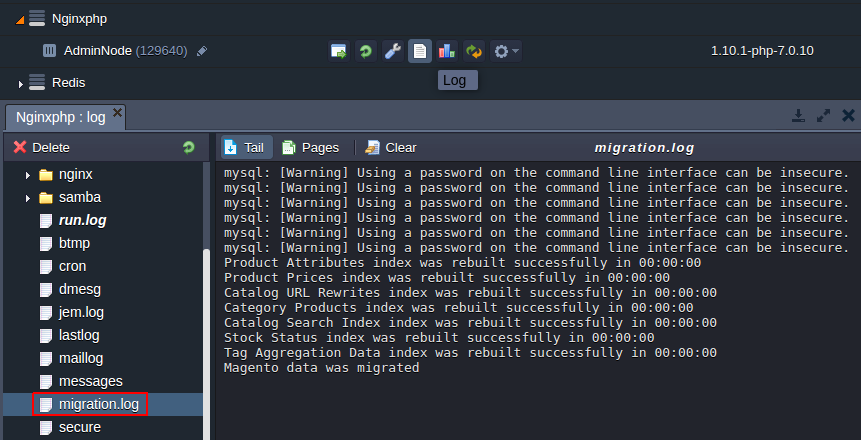 Nginxphp
AdminNode (129640)
1.10.1-php-7.0.10
Redis
Log
Nginxphp : log
Delete
Tail
Pages
Clear
migration.log
nginx
samba
run.log
btmp
cron
dmesg
jem.log
lastlog
maillog
messages
migration.log
secure
mysql: [Warning] Using a password on the command line interface can be insecure.
mysql: [Warning] Using a password on the command line interface can be insecure.
mysql: [Warning] Using a password on the command line interface can be insecure.
mysql: [Warning] Using a password on the command line interface can be insecure.
mysql: [Warning] Using a password on the command line interface can be insecure.
mysql: [Warning] Using a password on the command line interface can be insecure.
Product Attributes index was rebuilt successfully in 00:00:00
Product Prices index was rebuilt successfully in 00:00:00
Catalog URL Rewrites index was rebuilt successfully in 00:00:00
Category Products index was rebuilt successfully in 00:00:00
Catalog Search Index index was rebuilt successfully in 00:00:00
Stock Status index was rebuilt successfully in 00:00:00
Tag Aggregation Data index was rebuilt successfully in 00:00:00
Magento data was migrated